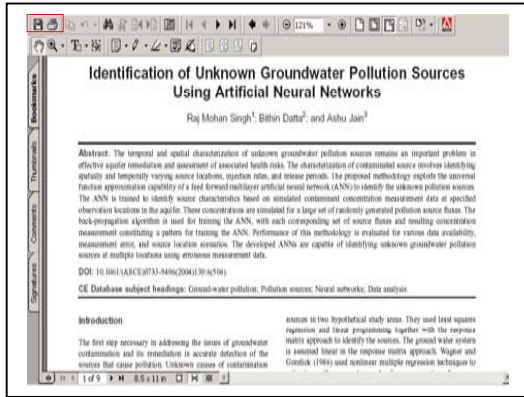 121%
Bookmarks
Thumbnails
Comments
Signatures
Identification of Unknown Groundwater Pollution Sources
Using Artificial Neural Networks
Raj Mohan Singh1; Bithin Datta2; and Ashu Jain3
Abstract: The temporal and spatial characterization of unknown groundwater pollution sources remains an important problem in
effective aquifer remediation and assessment of associated health risks. The characterization of contaminated source involves identifying
spatially and temporally varying source locations, injection rates, and release periods. The proposed methodology exploits the universal
function approximation capability of a feed forward multilayer artificial neural network (ANN) to identify the unknown pollution sources.
The ANN is trained to identify source characteristics based on simulated contaminant concentration measurement data at specified
observation locations in the aquifer. These concentrations are simulated for a large set of randomly generated pollution source fluxes. The
back-propagation algorithm is used for training the ANN, with each corresponding set of source fluxes and resulting concentration
measurement constituting a pattern for training the ANN. Performance of this methodology is evaluated for various data availability,
measurement error, and source location scenarios. The developed ANNs are capable of identifying unknown groundwater pollution
sources at multiple locations using erroneous measurement data.
DOI: 10.1061/(ASCE)0733-9496(2004)130:6(506)
CE Database subject headings: Ground-water pollution; Pollution sources; Neural networks; Data analysis.
Introduction
The first step necessary in addressing the issues of groundwater
contamination and its remediation is accurate detection of the
sources that cause pollution. Unknown causes of contamination
sources in two hypothetical study areas. They used least squares
regression and linear programming together with the response
matrix approach to identify the sources. The ground water system
is assumed linear in the response matrix approach. Wagner and
Gorelick (1986) used nonlinear multiple regression techniques to
1 of 9
8.5 x 11 in